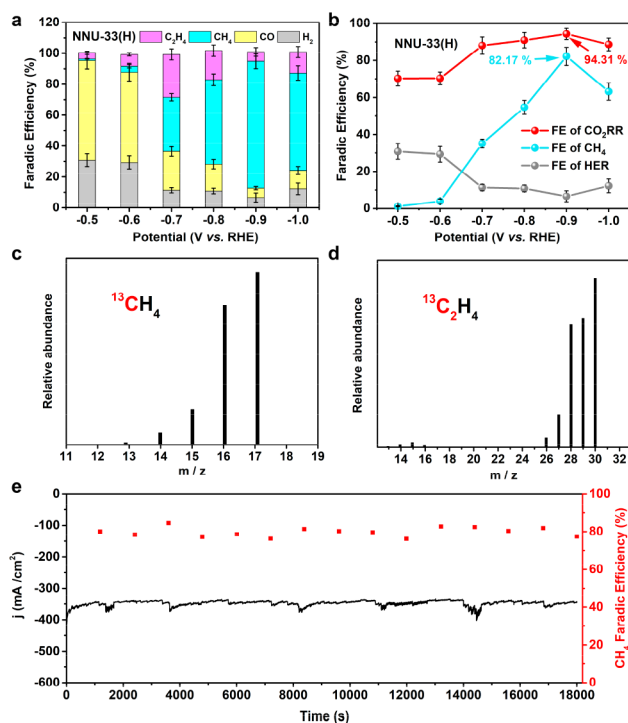 a
NNU-33(H)
C₂H₄ CH₄ CO H₂
Faradic Efficiency (%)
120
100
80
60
40
20
0
-0.5 -0.6 -0.7 -0.8 -0.9 -1.0
Potential (V vs. RHE)
b
NNU-33(H)
82.17 %
94.31 %
FE of CO₂RR
FE of CH₄
FE of HER
Faradic Efficiency (%)
100
80
60
40
20
0
-0.5 -0.6 -0.7 -0.8 -0.9 -1.0
Potential (V vs. RHE)
c
¹³CH₄
Relative abundance
11 12 13 14 15 16 17 18 19
m / z
d
¹³C₂H₄
Relative abundance
14 16 18 20 22 24 26 28 30 32
m / z
e
j (mA /cm²)
0
-100
-200
-300
-400
-500
-600
CH₄ Faradic Efficiency (%)
100
80
60
40
20
0
0 2000 4000 6000 8000 10000 12000 14000 16000 18000
Time (s)